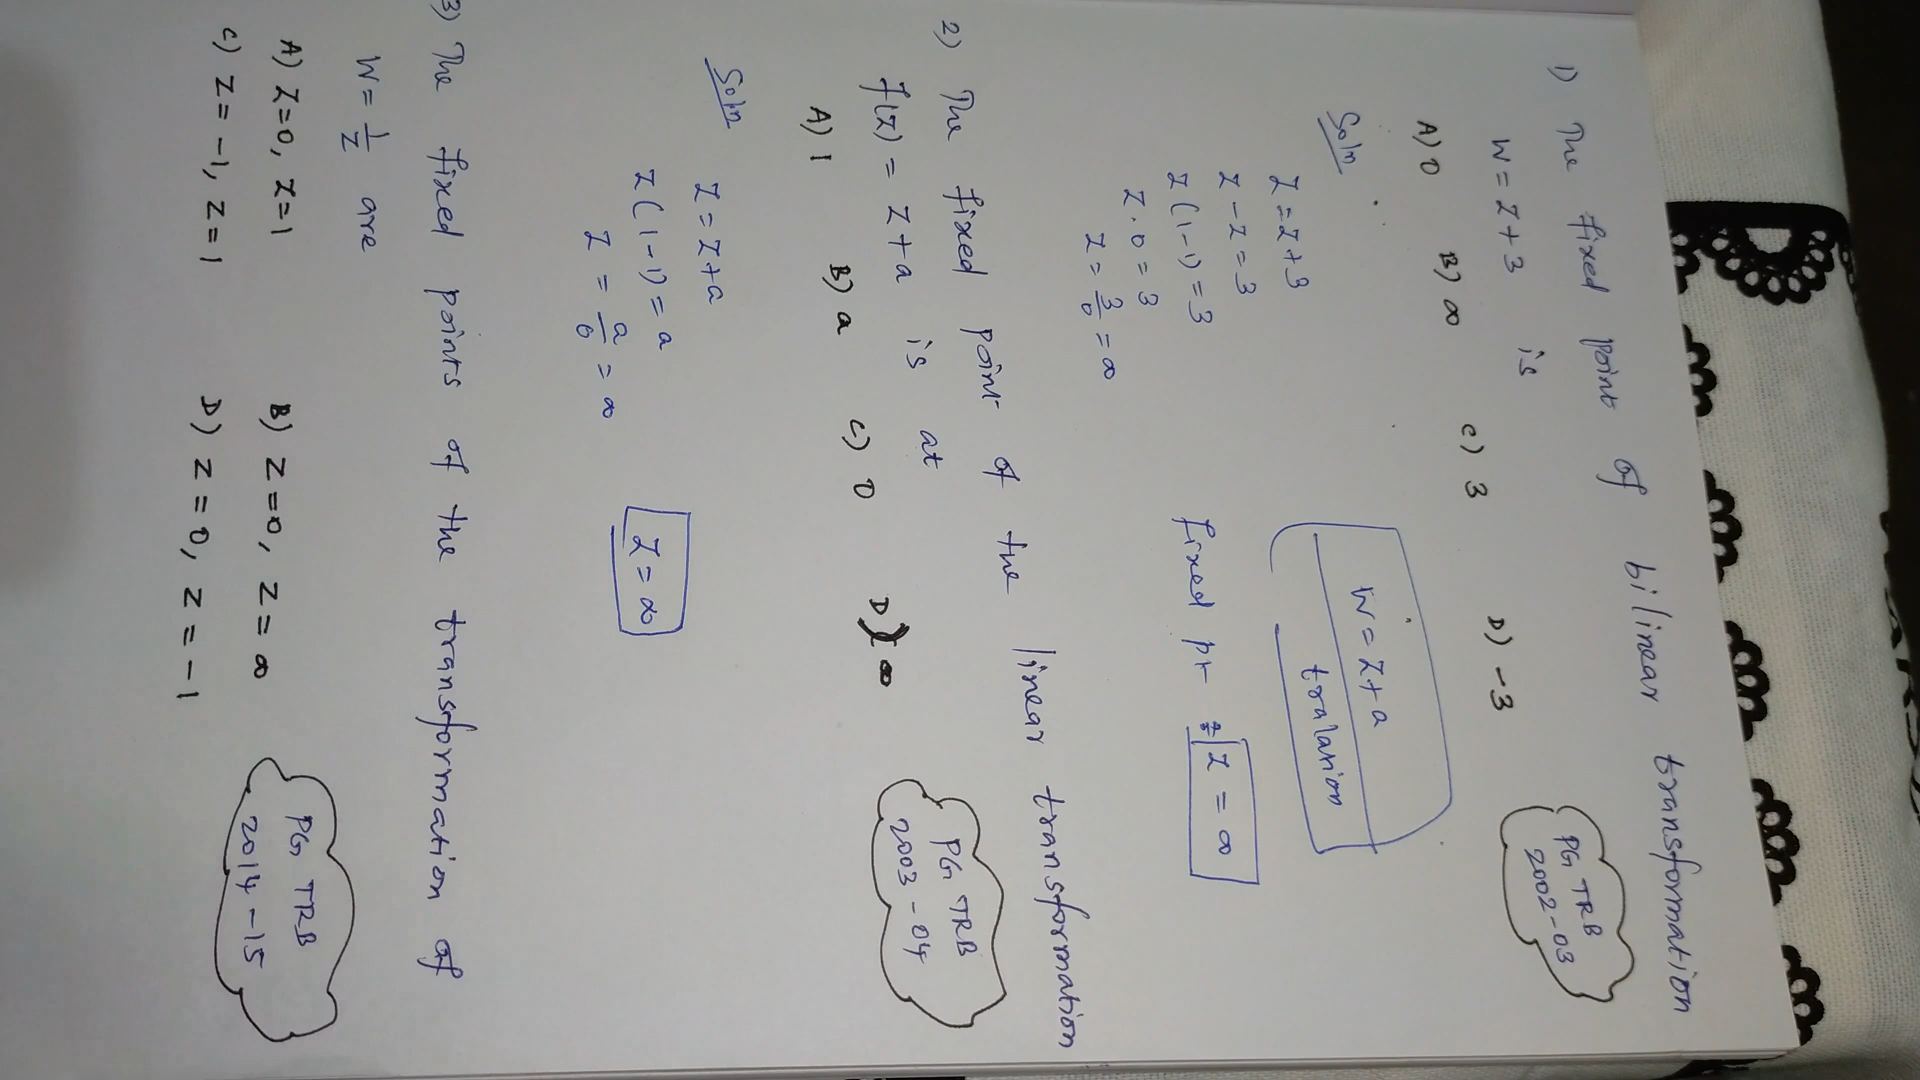 1) The fixed point of bilinear transformation
W = Z + 3 is
A) 0 B) ∞ C) 3 D) -3
PG TRB
2002-03
Soln
Z = Z + 3
Z - Z = 3
Z (1-1) = 3
Z · 0 = 3
Z = 3/0 = ∞
W = Z + a
tralarion
fixed pt Z = ∞
2) The fixed point of the linear transformation
f(Z) = Z + a is at
A) 1 B) a C) 0 D) ∞
PG TRB
2003-04
Soln
Z = Z + a
Z (1-1) = a
Z = a/0 = ∞
Z = ∞
3) The fixed points of the transformation of
W = 1/Z are
A) Z = 0, Z = 1 B) Z = 0, Z = ∞
C) Z = -1, Z = 1 D) Z = 0, Z = -1
PG TRB
2014-15